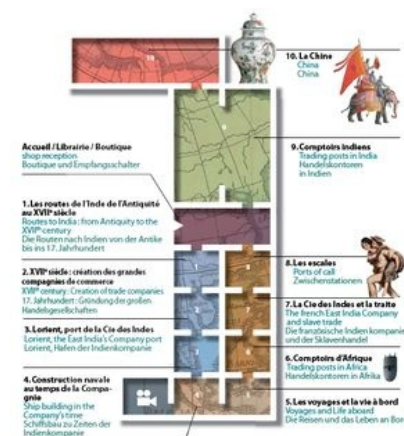 10. La Chine
China
China
Accueil / Librairie / Boutique
shop reception
Boutique und Empfangsschalter
9. Comptoirs indiens
Trading posts in India
Handelskontoren
in Indien
1. Les routes de l'Inde de l'Antiquité
au XVIIᵉ siècle
Routes to India : from Antiquity to the
XVIIᵗʰ century
Die Routen nach Indien von der Antike
bis ins 17. Jahrhundert
8. Les escales
Ports of call
Zwischenstationen
2. XVIIᵉ siècle : création des grandes
compagnies de commerce
XVIIᵗʰ century : Creation of trade companies
17. Jahrhundert : Gründung der großen
Handelsgesellschaften
7. La Cie des Indes et la traite
The french East India Company
and slave trade
Die französische Indien kompanie
und der Sklavenhandel
3. Lorient, port de la Cie des Indes
Lorient, the East India's Company port
Lorient, Hafen der Indienkompanie
6. Comptoirs d'Afrique
Trading posts in Africa
Handelskontoren in Afrika
4. Construction navale
au temps de la Compa-
gnie
Ship building in the
Company's time
Schiffsbau zu Zeiten der
Indienkompanie
5. Les voyages et la vie à bord
Voyages and Life aboard
Die Reisen und das Leben an Bor